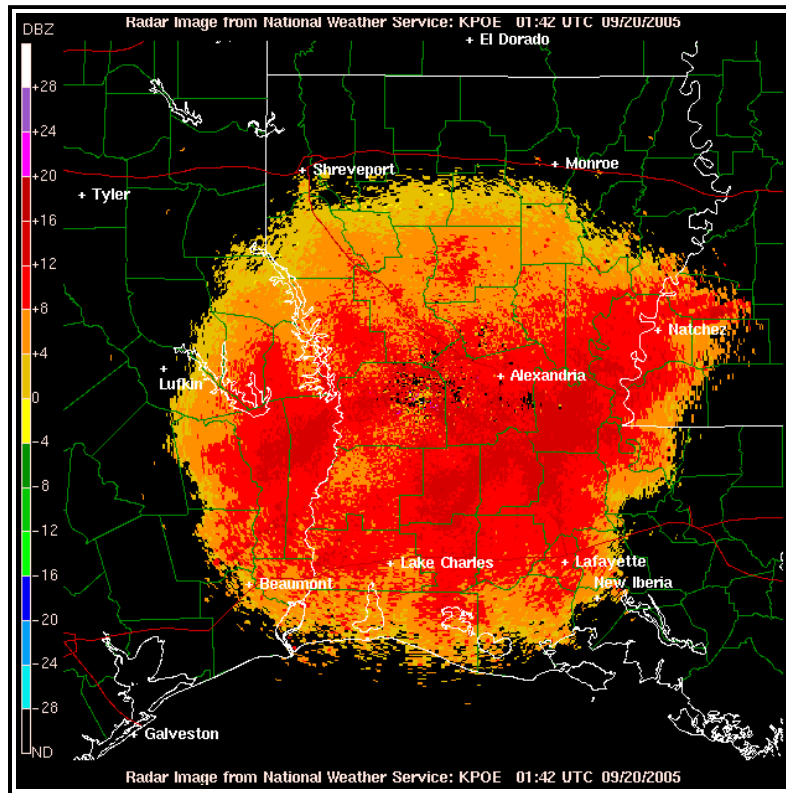 Radar Image from National Weather Service: KPOE 01:42 UTC 09/20/2005
DBZ
+28
+24
+20
+16
+12
+8
+4
0
-4
-8
-12
-16
-20
-24
-28
ND
El Dorado
Monroe
Shreveport
Tyler
Natchez
Alexandria
Lufkin
Lake Charles
Lafayette
Beaumont
New Iberia
Galveston
Radar Image from National Weather Service: KPOE 01:42 UTC 09/20/2005